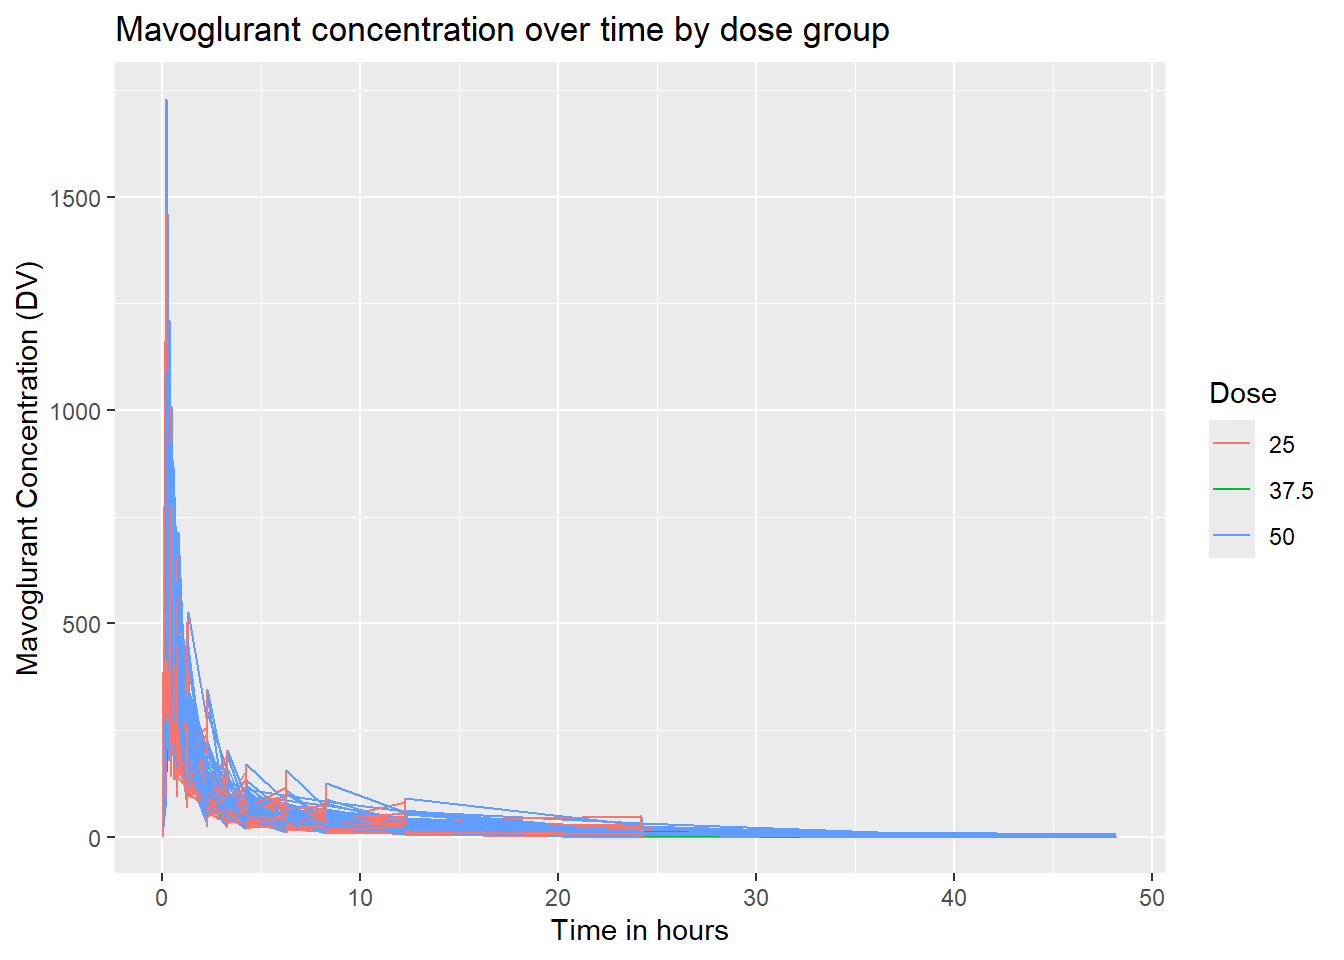 Mavoglurant concentration over time by dose group
Mavoglurant Concentration (DV)
1500
1000
500
0
0 10 20 30 40 50
Time in hours
Dose
25
37.5
50